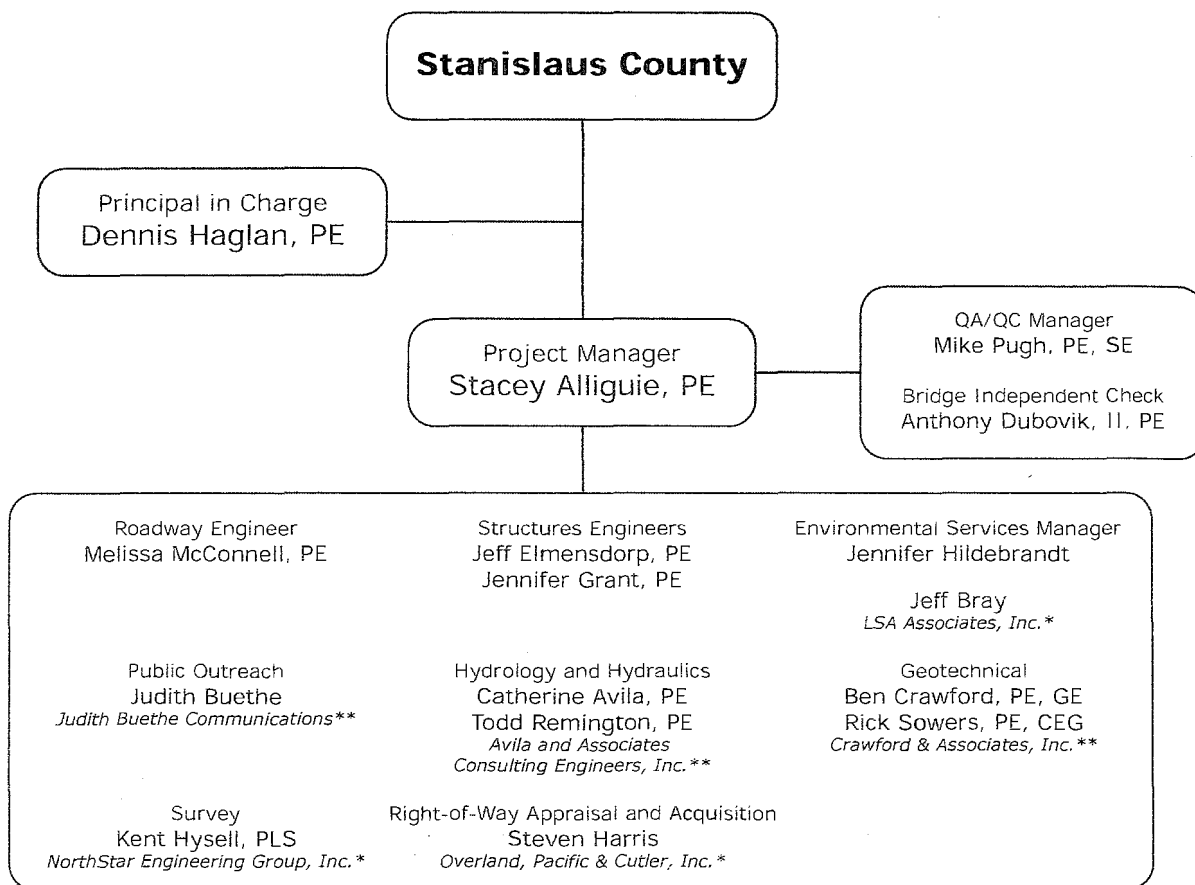 Stanislaus County
Principal in Charge
Dennis Haglan, PE
Project Manager
Stacey Alliguie, PE
QA/QC Manager
Mike Pugh, PE, SE
Bridge Independent Check
Anthony Dubovik, II, PE
Roadway Engineer
Melissa McConnell, PE
Structures Engineers
Jeff Elmensdorp, PE
Jennifer Grant, PE
Environmental Services Manager
Jennifer Hildebrandt
Jeff Bray
LSA Associates, Inc.*
Public Outreach
Judith Buethe
Judith Buethe Communications**
Hydrology and Hydraulics
Catherine Avila, PE
Todd Remington, PE
Avila and Associates
Consulting Engineers, Inc.**
Geotechnical
Ben Crawford, PE, GE
Rick Sowers, PE, CEG
Crawford & Associates, Inc.**
Survey
Kent Hysell, PLS
NorthStar Engineering Group, Inc.*
Right-of-Way Appraisal and Acquisition
Steven Harris
Overland, Pacific & Cutler, Inc.*